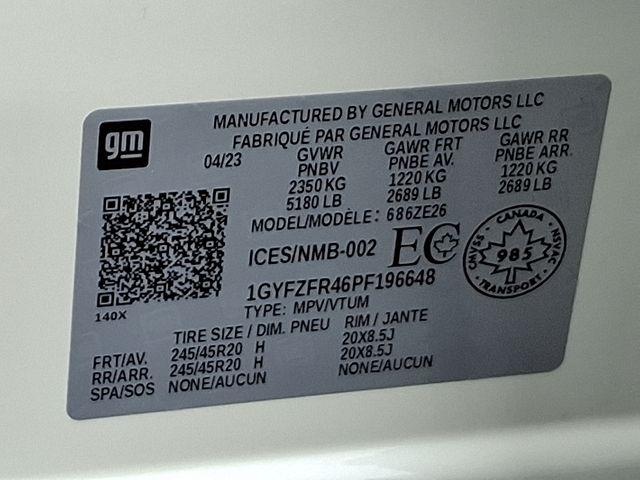 gm
MANUFACTURED BY GENERAL MOTORS LLC
FABRIQUÉ PAR GENERAL MOTORS LLC
04/23
GVWR GAWR FRT GAWR RR
PNBV PNBE AV. PNBE ARR.
2350 KG 1220 KG 1220 KG
5180 LB 2689 LB 2689 LB
MODEL/MODÈLE: 686ZE26
ICES/NMB-002 EC
CANADA
CMVSS - NSVAC
985
TRANSPORT
1GYFZFR46PF196648
140X
TYPE: MPV/VTUM
TIRE SIZE / DIM. PNEU RIM / JANTE
FRT/AV. 245/45R20 H 20X8.5J
RR/ARR. 245/45R20 H 20X8.5J
SPA/SOS NONE/AUCUN NONE/AUCUN